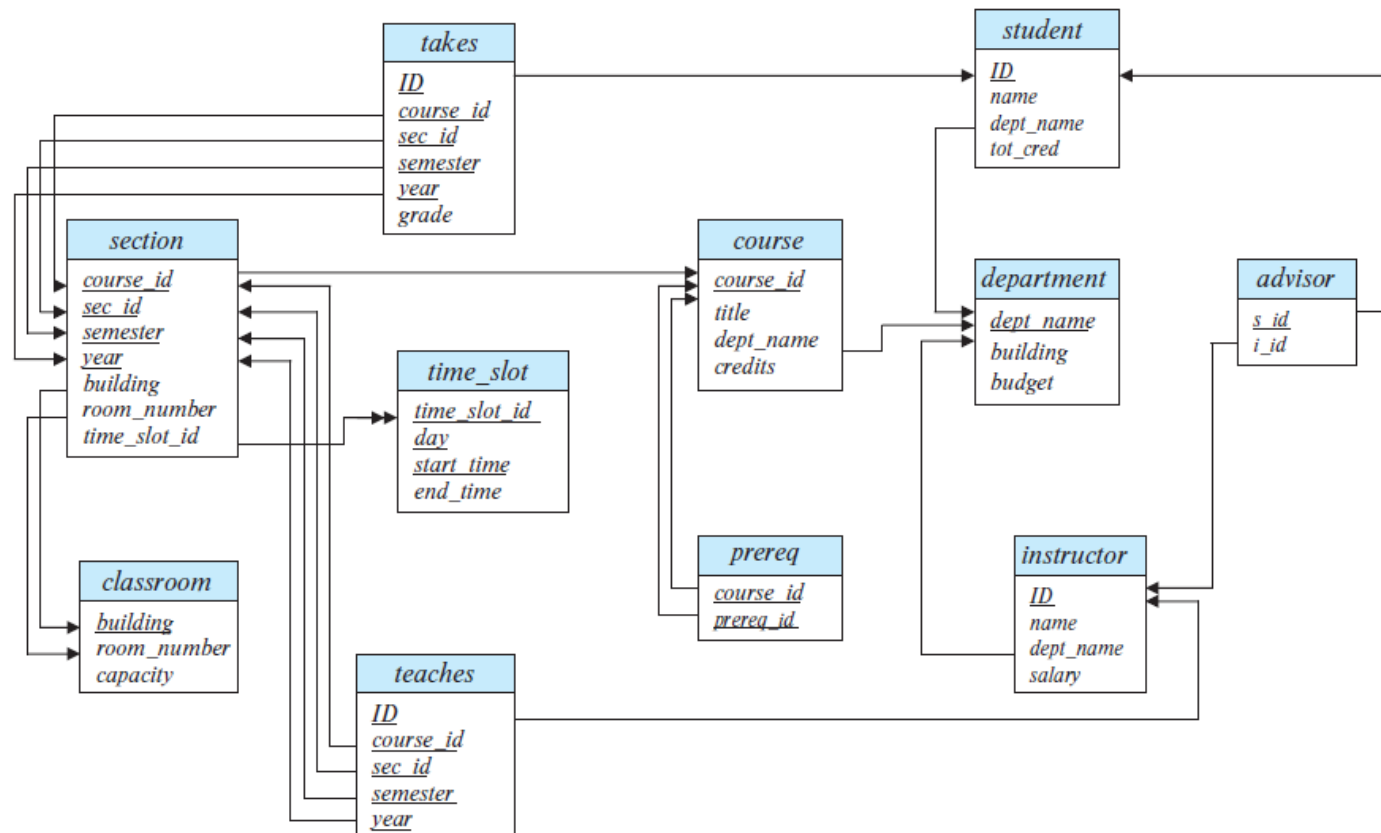 takes
ID
course_id
sec_id
semester
year
grade
student
ID
name
dept_name
tot_cred
section
course_id
sec_id
semester
year
building
room_number
time_slot_id
course
course_id
title
dept_name
credits
department
dept_name
building
budget
advisor
s_id
i_id
time_slot
time_slot_id
day
start_time
end_time
classroom
building
room_number
capacity
prereq
course_id
prereq_id
instructor
ID
name
dept_name
salary
teaches
ID
course_id
sec_id
semester
year